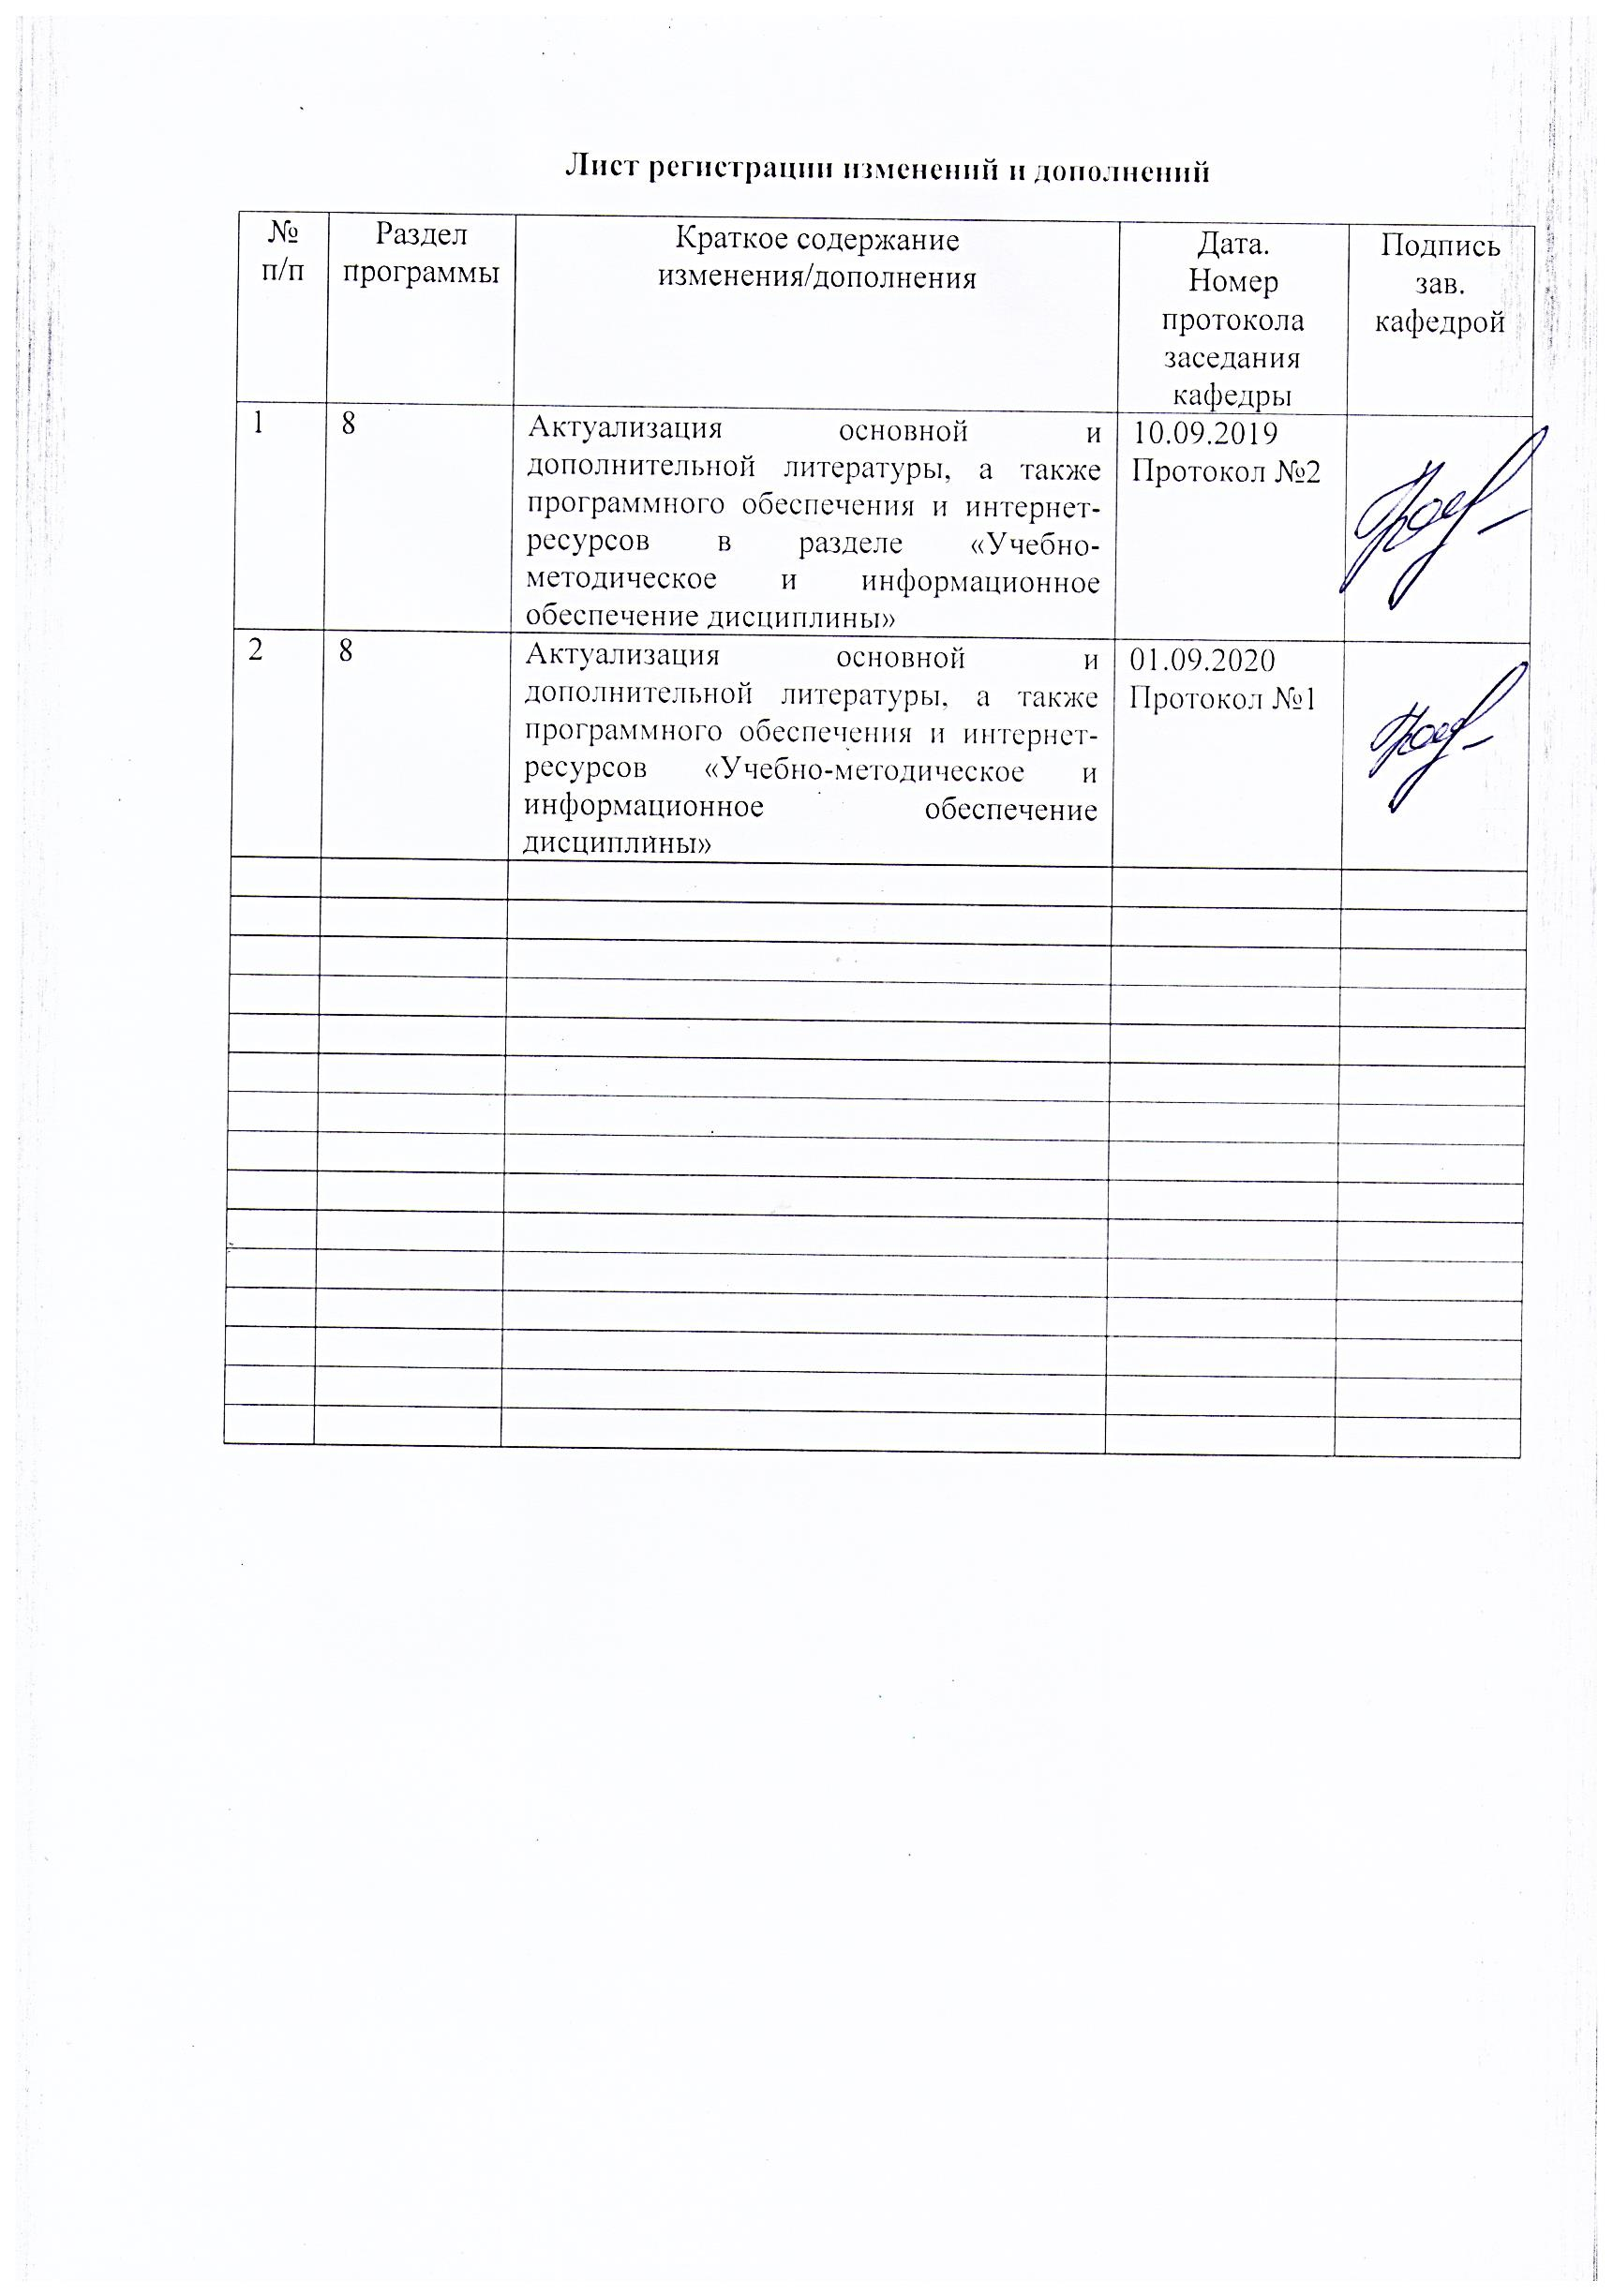 Лист регистрации изменений и дополнений
№
п/п
Раздел
программы
Краткое содержание
изменения/дополнения
Дата.
Номер
протокола
заседания
кафедры
Подпись
зав.
кафедрой
1
8
Актуализация основной и
дополнительной литературы, а также
программного обеспечения и интернет-
ресурсов в разделе «Учебно-
методическое и информационное
обеспечение дисциплины»
10.09.2019
Протокол №2
2
8
Актуализация основной и
дополнительной литературы, а также
программного обеспечения и интернет-
ресурсов «Учебно-методическое и
информационное обеспечение
дисциплины»
01.09.2020
Протокол №1